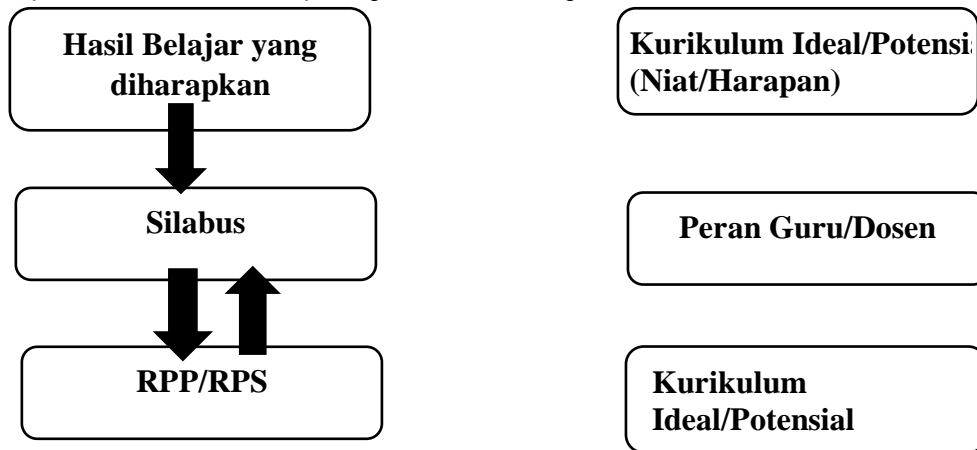 Hasil Belajar yang
diharapkan
Kurikulum Ideal/Potensi
(Niat/Harapan)
Silabus
Peran Guru/Dosen
RPP/RPS
Kurikulum
Ideal/Potensial